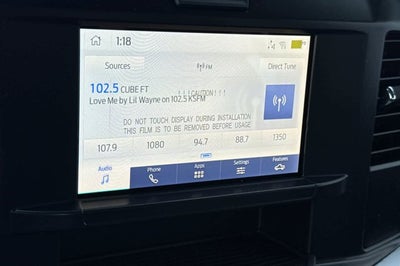 1:18
Sources
FM
Direct Tune
102.5 CUBE FT
! ! CAUTION ! !
Love Me by Lil Wayne on 102.5 KSFM
DO NOT TOUCH DISPLAY DURING INSTALLATION
THIS FILM IS TO BE REMOVED BEFORE USAGE
107.9 1080 94.7 88.7 1350
Audio Phone Apps Settings Features